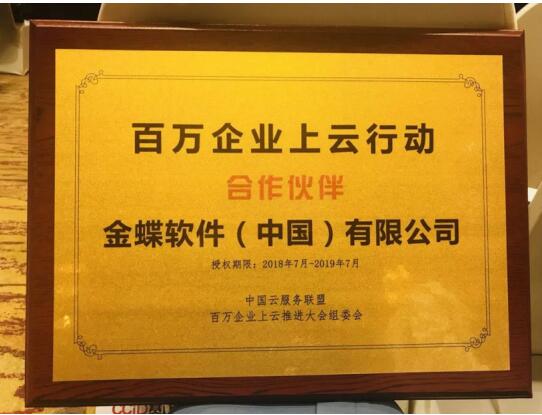 百万企业上云行动
合作伙伴
金蝶软件（中国）有限公司
授权期限：2018年7月-2019年7月
中国云服务联盟
百万企业上云推进大会组委会
CCID